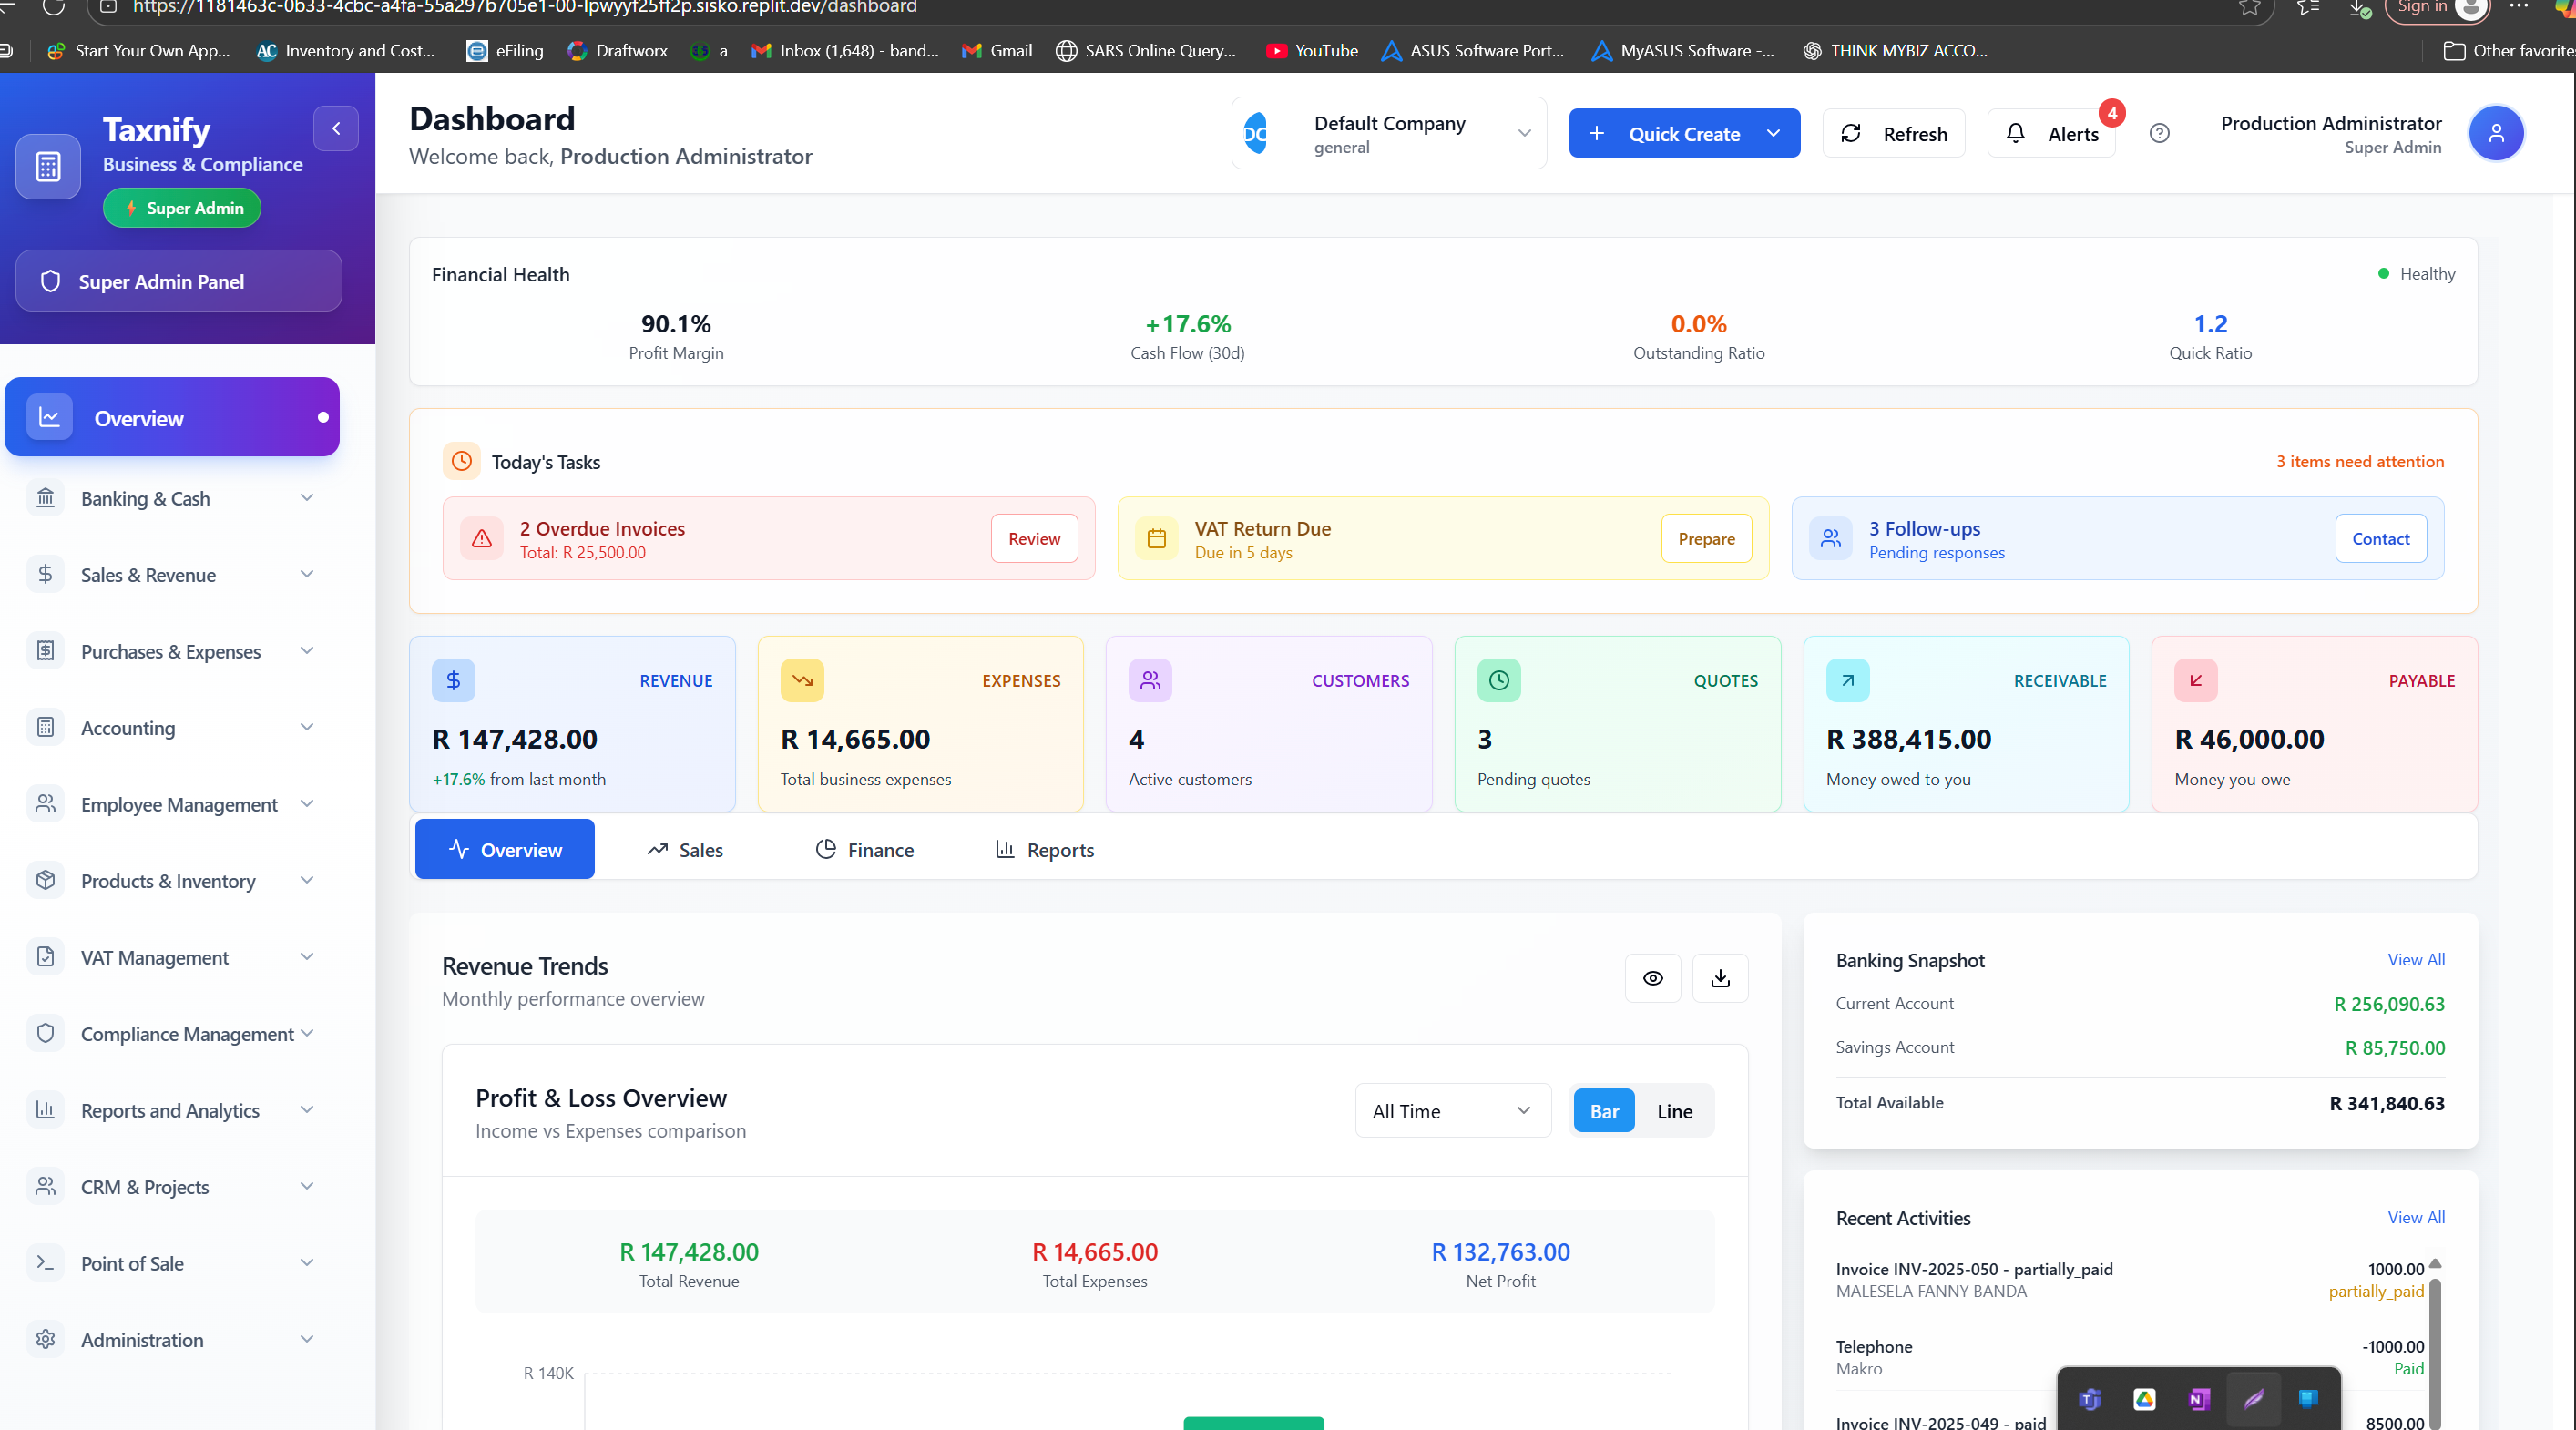 https://1181463c-0b33-4cbc-a4fa-55a297b705e1-00-lpwyyf25ff2p.sisko.replit.dev/dashboard
Sign in
Start Your Own App...
Inventory and Cost...
eFiling
Draftworx
a
Inbox (1,648) - band...
Gmail
SARS Online Query...
YouTube
ASUS Software Port...
MyASUS Software -...
THINK MYBIZ ACCO...
Other favorites
Taxnify
Business & Compliance
Super Admin
Super Admin Panel
Overview
Banking & Cash
Sales & Revenue
Purchases & Expenses
Accounting
Employee Management
Products & Inventory
VAT Management
Compliance Management
Reports and Analytics
CRM & Projects
Point of Sale
Administration
Dashboard
Welcome back, Production Administrator
DC
Default Company
general
Quick Create
Refresh
Alerts
4
Production Administrator
Super Admin
Financial Health
Healthy
90.1%
Profit Margin
+17.6%
Cash Flow (30d)
0.0%
Outstanding Ratio
1.2
Quick Ratio
Today's Tasks
3 items need attention
2 Overdue Invoices
Total: R 25,500.00
Review
VAT Return Due
Due in 5 days
Prepare
3 Follow-ups
Pending responses
Contact
REVENUE
R 147,428.00
+17.6% from last month
EXPENSES
R 14,665.00
Total business expenses
CUSTOMERS
4
Active customers
QUOTES
3
Pending quotes
RECEIVABLE
R 388,415.00
Money owed to you
PAYABLE
R 46,000.00
Money you owe
Overview
Sales
Finance
Reports
Revenue Trends
Monthly performance overview
Profit & Loss Overview
Income vs Expenses comparison
All Time
Bar
Line
R 147,428.00
Total Revenue
R 14,665.00
Total Expenses
R 132,763.00
Net Profit
R 140K
Banking Snapshot
View All
Current Account
R 256,090.63
Savings Account
R 85,750.00
Total Available
R 341,840.63
Recent Activities
View All
Invoice INV-2025-050 - partially_paid
1000.00
MALESELA FANNY BANDA
partially_paid
Telephone
-1000.00
Makro
Paid
Invoice INV-2025-049 - paid
8500.00